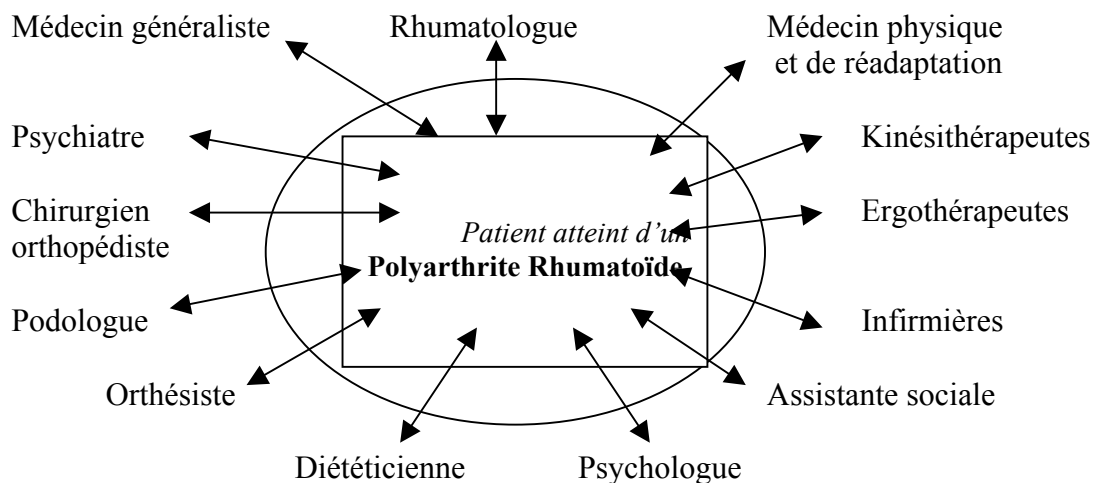 Médecin généraliste
Rhumatologue
Médecin physique
et de réadaptation
Psychiatre
Kinésithérapeutes
Chirurgien
orthopédiste
Ergothérapeutes
Patient atteint d'un
Polyarthrite Rhumatoïde
Podologue
Infirmières
Orthésiste
Assistante sociale
Diététicienne
Psychologue